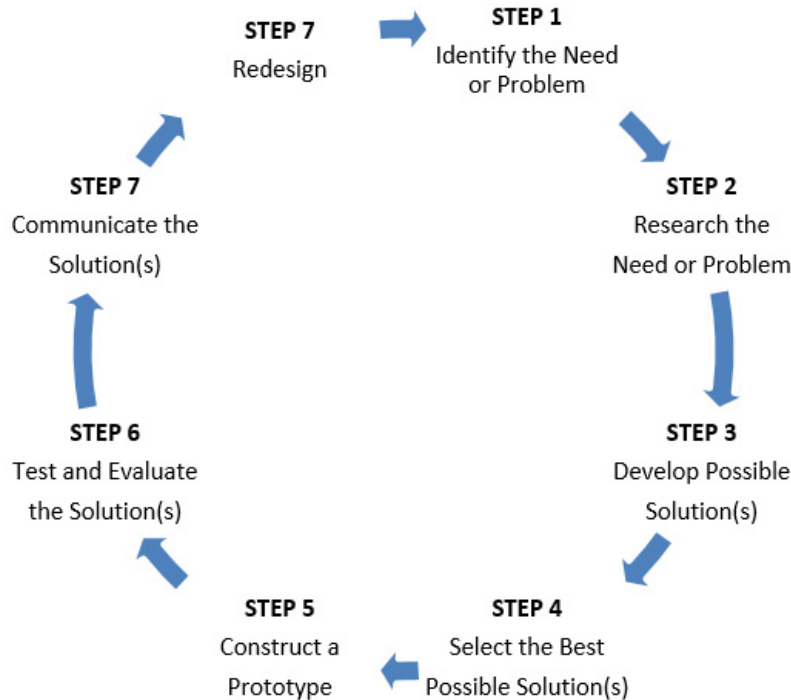 STEP 1
Identify the Need
or Problem
STEP 2
Research the
Need or Problem
STEP 3
Develop Possible
Solution(s)
STEP 4
Select the Best
Possible Solution(s)
STEP 5
Construct a
Prototype
STEP 6
Test and Evaluate
the Solution(s)
STEP 7
Communicate the
Solution(s)
STEP 7
Redesign